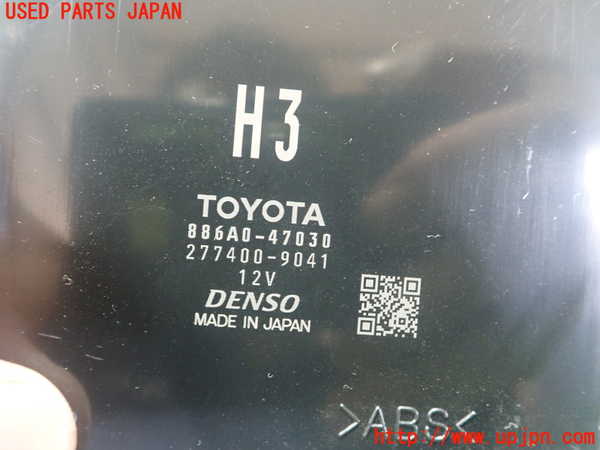 USED PARTS JAPAN
H3
TOYOTA
886A0-47030
277400-9041
12V
DENSO
MADE IN JAPAN
>ABS<
http://www.upjpn.com